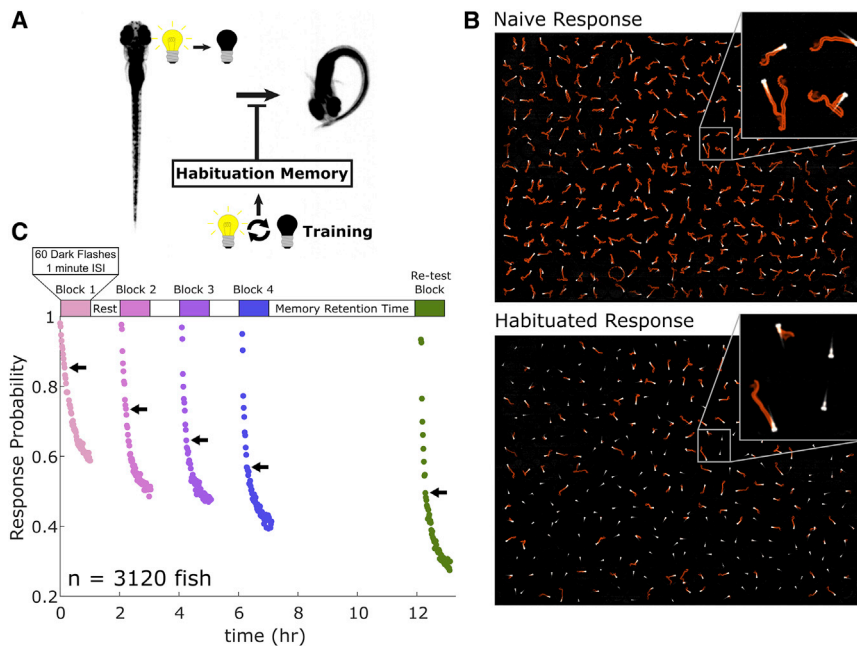 A
Habituation Memory
Training
B
Naive Response
Habituated Response
C
60 Dark Flashes
1 minute ISI
Block 1
Rest
Block 2
Block 3
Block 4
Memory Retention Time
Re-test
Block
Response Probability
1
0.8
0.6
0.4
0.2
n = 3120 fish
0
2
4
6
8
10
12
time (hr)